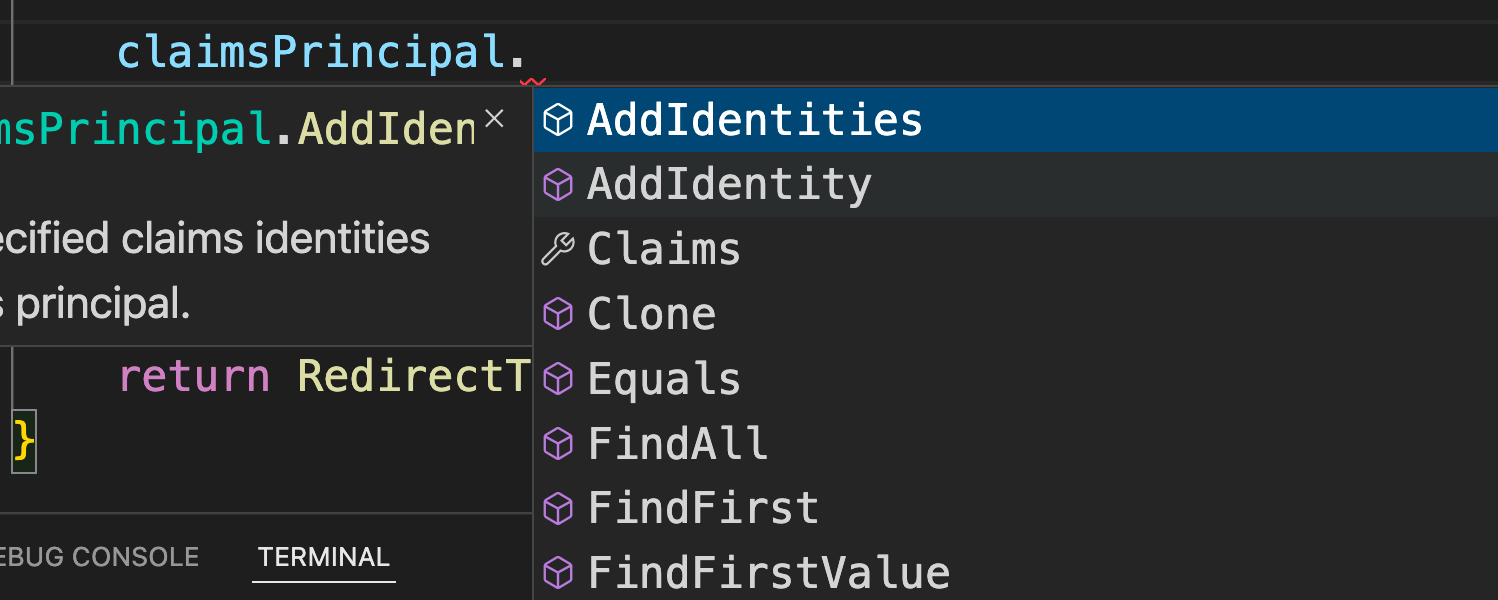 claimsPrincipal.
msPrincipal.AddIden
ecified claims identities
s principal.
return RedirectT
}
EBUG CONSOLE TERMINAL
AddIdentities
AddIdentity
Claims
Clone
Equals
FindAll
FindFirst
FindFirstValue